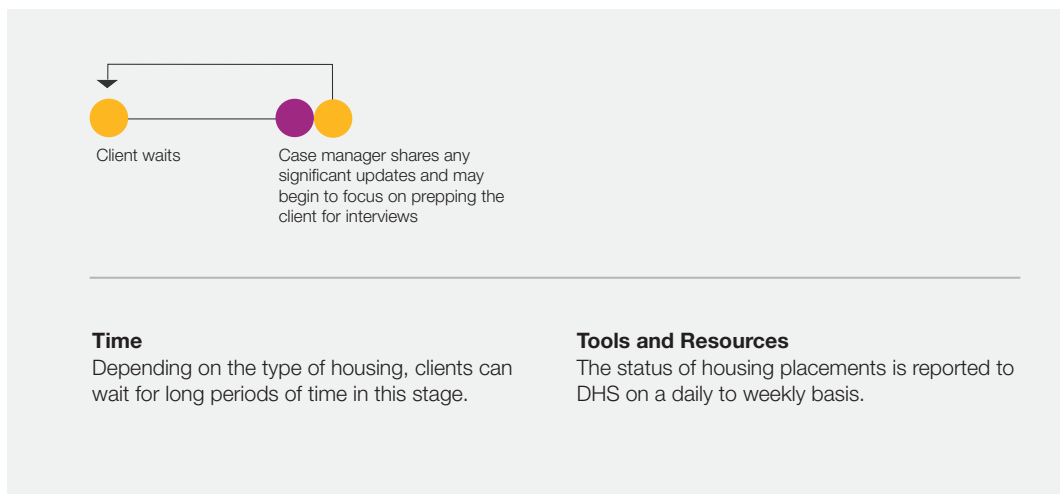 Client waits
Case manager shares any
significant updates and may
begin to focus on prepping the
client for interviews
Time
Depending on the type of housing, clients can
wait for long periods of time in this stage.
Tools and Resources
The status of housing placements is reported to
DHS on a daily to weekly basis.